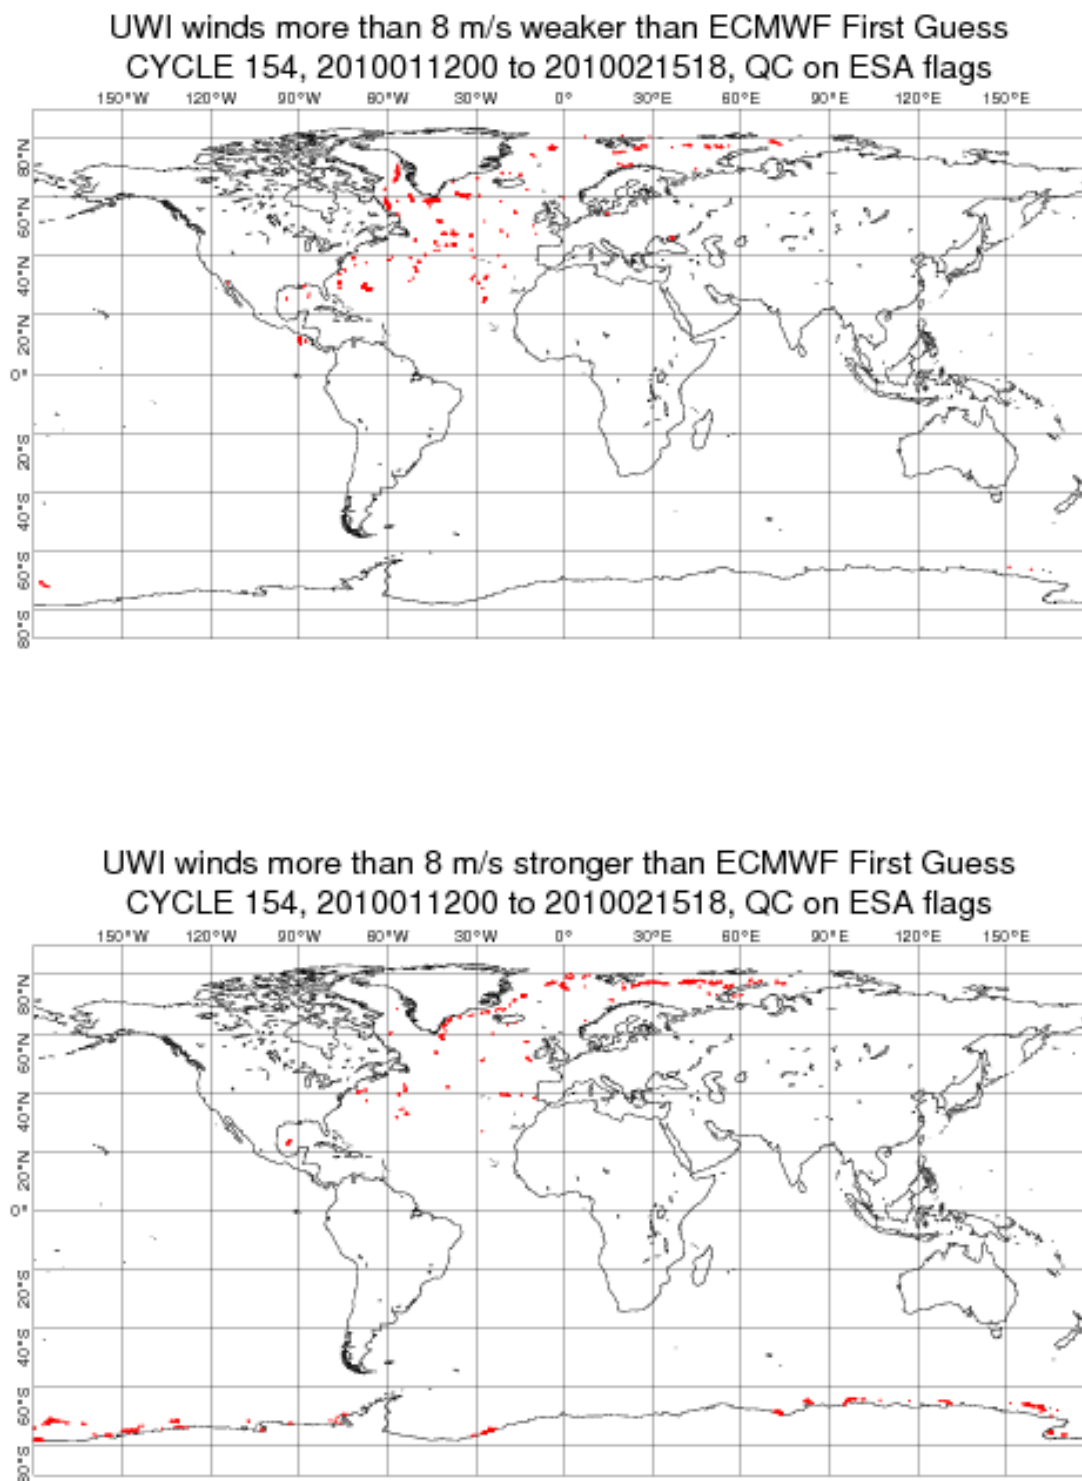 UWI winds more than 8 m/s weaker than ECMWF First Guess
CYCLE 154, 2010011200 to 2010021518, QC on ESA flags
150°W 120°W 90°W 60°W 30°W 0° 30°E 60°E 90°E 120°E 150°E
80°N
60°N
40°N
20°N
0°
20°S
40°S
60°S
80°S
UWI winds more than 8 m/s stronger than ECMWF First Guess
CYCLE 154, 2010011200 to 2010021518, QC on ESA flags
150°W 120°W 90°W 60°W 30°W 0° 30°E 60°E 90°E 120°E 150°E
80°N
60°N
40°N
20°N
0°
20°S
40°S
60°S
80°S